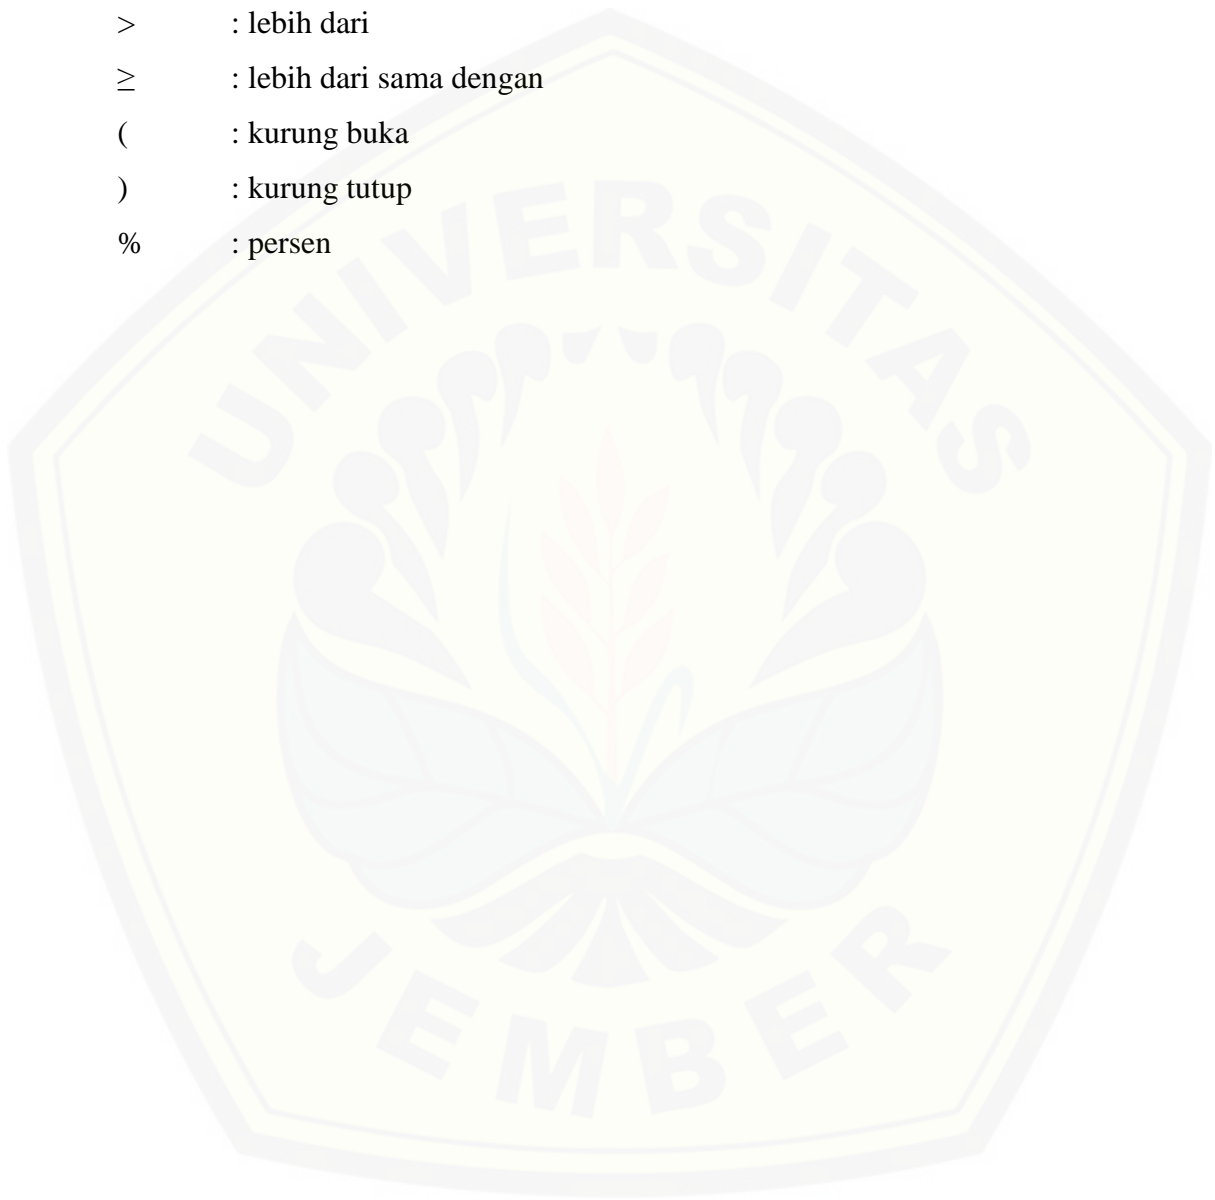 > : lebih dari
≥ : lebih dari sama dengan
( : kurung buka
) : kurung tutup
% : persen
UNIVERSITAS
JEMBER